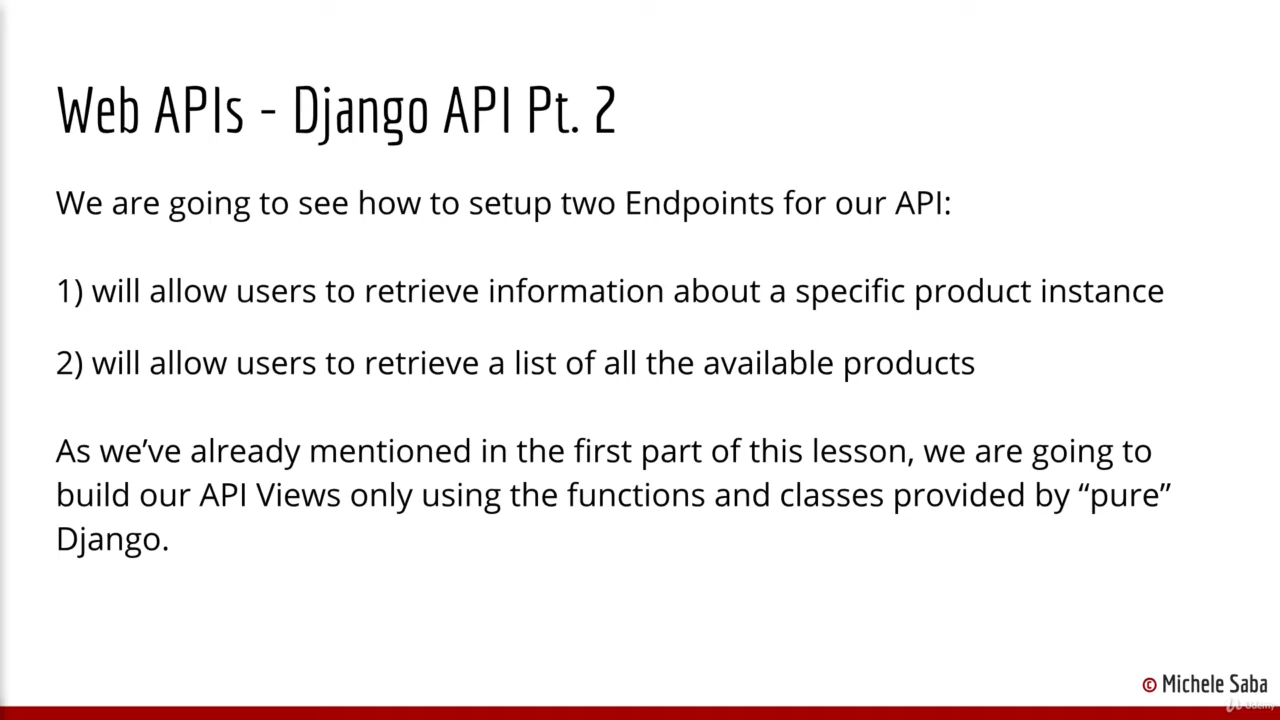 Web APIs - Django API Pt. 2
We are going to see how to setup two Endpoints for our API:
1) will allow users to retrieve information about a specific product instance
2) will allow users to retrieve a list of all the available products
As we’ve already mentioned in the first part of this lesson, we are going to
build our API Views only using the functions and classes provided by “pure”
Django.
© Michele Saba
Udemy